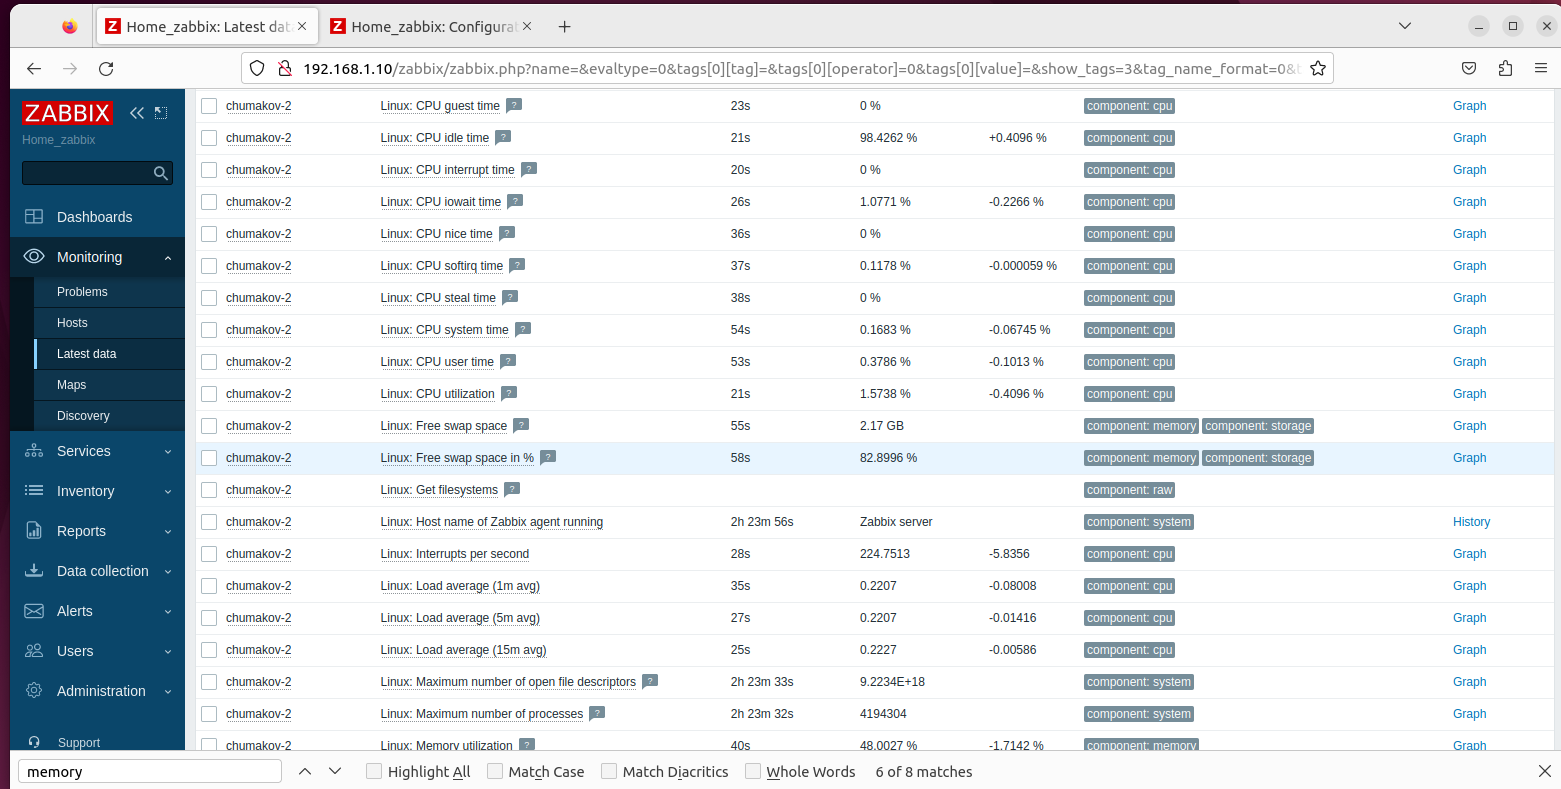 Home_zabbix: Latest dat
Home_zabbix: Configurat
192.168.1.10/zabbix/zabbix.php?name=&evaltype=0&tags[0][tag]=&tags[0][operator]=0&tags[0][value]=&show_tags=3&tag_name_format=0&t
ZABBIX
Home_zabbix
Dashboards
Monitoring
Problems
Hosts
Latest data
Maps
Discovery
Services
Inventory
Reports
Data collection
Alerts
Users
Administration
Support
chumakov-2 Linux: CPU guest time ? 23s 0 % component: cpu Graph
chumakov-2 Linux: CPU idle time ? 21s 98.4262 % +0.4096 % component: cpu Graph
chumakov-2 Linux: CPU interrupt time ? 20s 0 % component: cpu Graph
chumakov-2 Linux: CPU iowait time ? 26s 1.0771 % -0.2266 % component: cpu Graph
chumakov-2 Linux: CPU nice time ? 36s 0 % component: cpu Graph
chumakov-2 Linux: CPU softirq time ? 37s 0.1178 % -0.000059 % component: cpu Graph
chumakov-2 Linux: CPU steal time ? 38s 0 % component: cpu Graph
chumakov-2 Linux: CPU system time ? 54s 0.1683 % -0.06745 % component: cpu Graph
chumakov-2 Linux: CPU user time ? 53s 0.3786 % -0.1013 % component: cpu Graph
chumakov-2 Linux: CPU utilization ? 21s 1.5738 % -0.4096 % component: cpu Graph
chumakov-2 Linux: Free swap space ? 55s 2.17 GB component: memory component: storage Graph
chumakov-2 Linux: Free swap space in % ? 58s 82.8996 % component: memory component: storage Graph
chumakov-2 Linux: Get filesystems ? component: raw
chumakov-2 Linux: Host name of Zabbix agent running 2h 23m 56s Zabbix server component: system History
chumakov-2 Linux: Interrupts per second 28s 224.7513 -5.8356 component: cpu Graph
chumakov-2 Linux: Load average (1m avg) 35s 0.2207 -0.08008 component: cpu Graph
chumakov-2 Linux: Load average (5m avg) 27s 0.2207 -0.01416 component: cpu Graph
chumakov-2 Linux: Load average (15m avg) 25s 0.2227 -0.00586 component: cpu Graph
chumakov-2 Linux: Maximum number of open file descriptors ? 2h 23m 33s 9.2234E+18 component: system Graph
chumakov-2 Linux: Maximum number of processes ? 2h 23m 32s 4194304 component: system Graph
chumakov-2 Linux: Memory utilization ? 40s 48.0027 % -1.7142 % component: memory Graph
memory Highlight All Match Case Match Diacritics Whole Words 6 of 8 matches